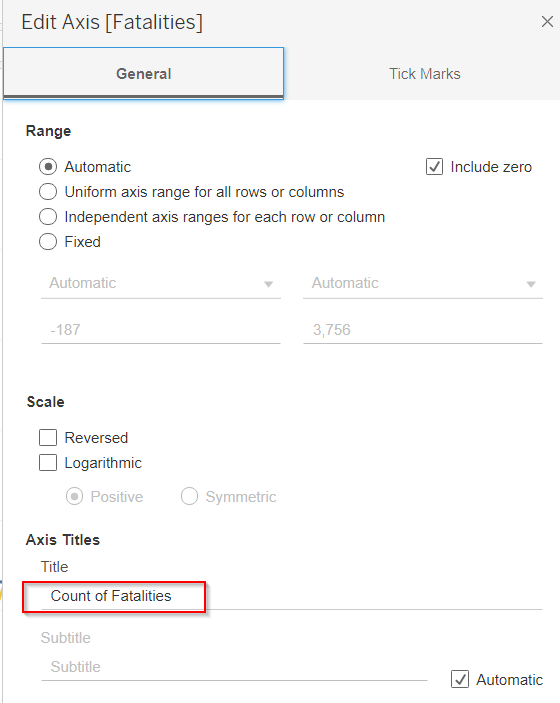 Edit Axis [Fatalities]
General Tick Marks
Range
Automatic Include zero
Uniform axis range for all rows or columns
Independent axis ranges for each row or column
Fixed
Automatic Automatic
-187 3,756
Scale
Reversed
Logarithmic
Positive Symmetric
Axis Titles
Title
Count of Fatalities
Subtitle
Subtitle Automatic